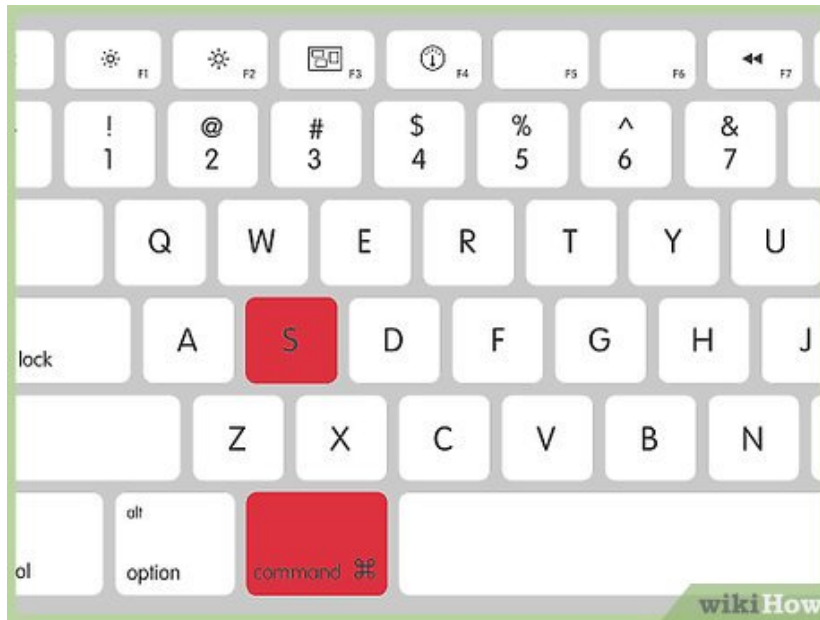 F1 F2 F3 F4 F5 F6 F7
! @ # $ % ^ &
1 2 3 4 5 6 7
Q W E R T Y U
lock A S D F G H J
Z X C V B N
alt
ol option command ⌘
wikiHow